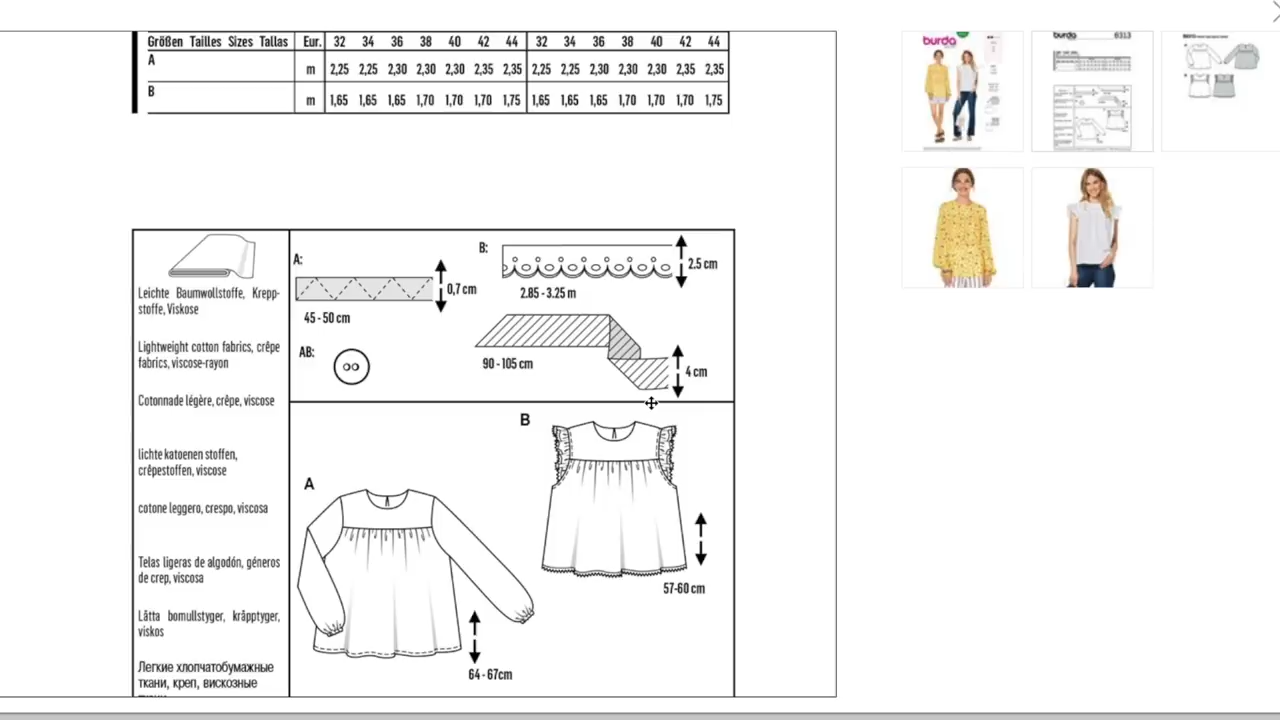 Größen Tailles Sizes Tallas Eur. 32 34 36 38 40 42 44 32 34 36 38 40 42 44
A
m 2,25 2,25 2,30 2,30 2,30 2,35 2,35 2,25 2,25 2,30 2,30 2,30 2,35 2,35
B
m 1,65 1,65 1,65 1,70 1,70 1,70 1,75 1,65 1,65 1,65 1,70 1,70 1,70 1,75
Leichte Baumwollstoffe, Krepp-
stoffe, Viskose
Lightweight cotton fabrics, crêpe
fabrics, viscose-rayon
Cotonnade légère, crêpe, viscose
lichte katoenen stoffen,
crêpestoffen, viscose
cotone leggero, crespo, viscosa
Telas ligeras de algodón, géneros
de crep, viscosa
Lätta bomullstyger, kräpptyger,
viskos
Легкие хлопчатобумажные
ткани, креп, вискозные
A:
0,7 cm
45 - 50 cm
AB:
B:
2.5 cm
2.85 - 3.25 m
90 - 105 cm
4 cm
B
57-60 cm
A
64 - 67cm
burda
burda 6313